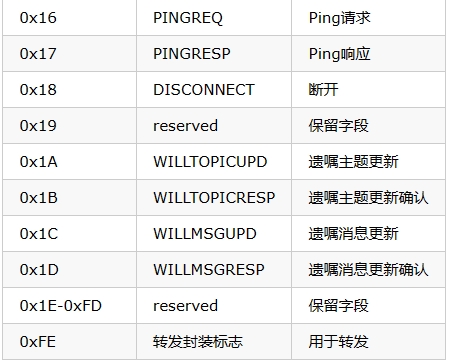 0x16 PINGREQ Ping请求
0x17 PINGRESP Ping响应
0x18 DISCONNECT 断开
0x19 reserved 保留字段
0x1A WILLTOPICUPD 遗嘱主题更新
0x1B WILLTOPICRESP 遗嘱主题更新确认
0x1C WILLMSGUPD 遗嘱消息更新
0x1D WILLMSGRESP 遗嘱消息更新确认
0x1E-0xFD reserved 保留字段
0xFE 转发封装标志 用于转发